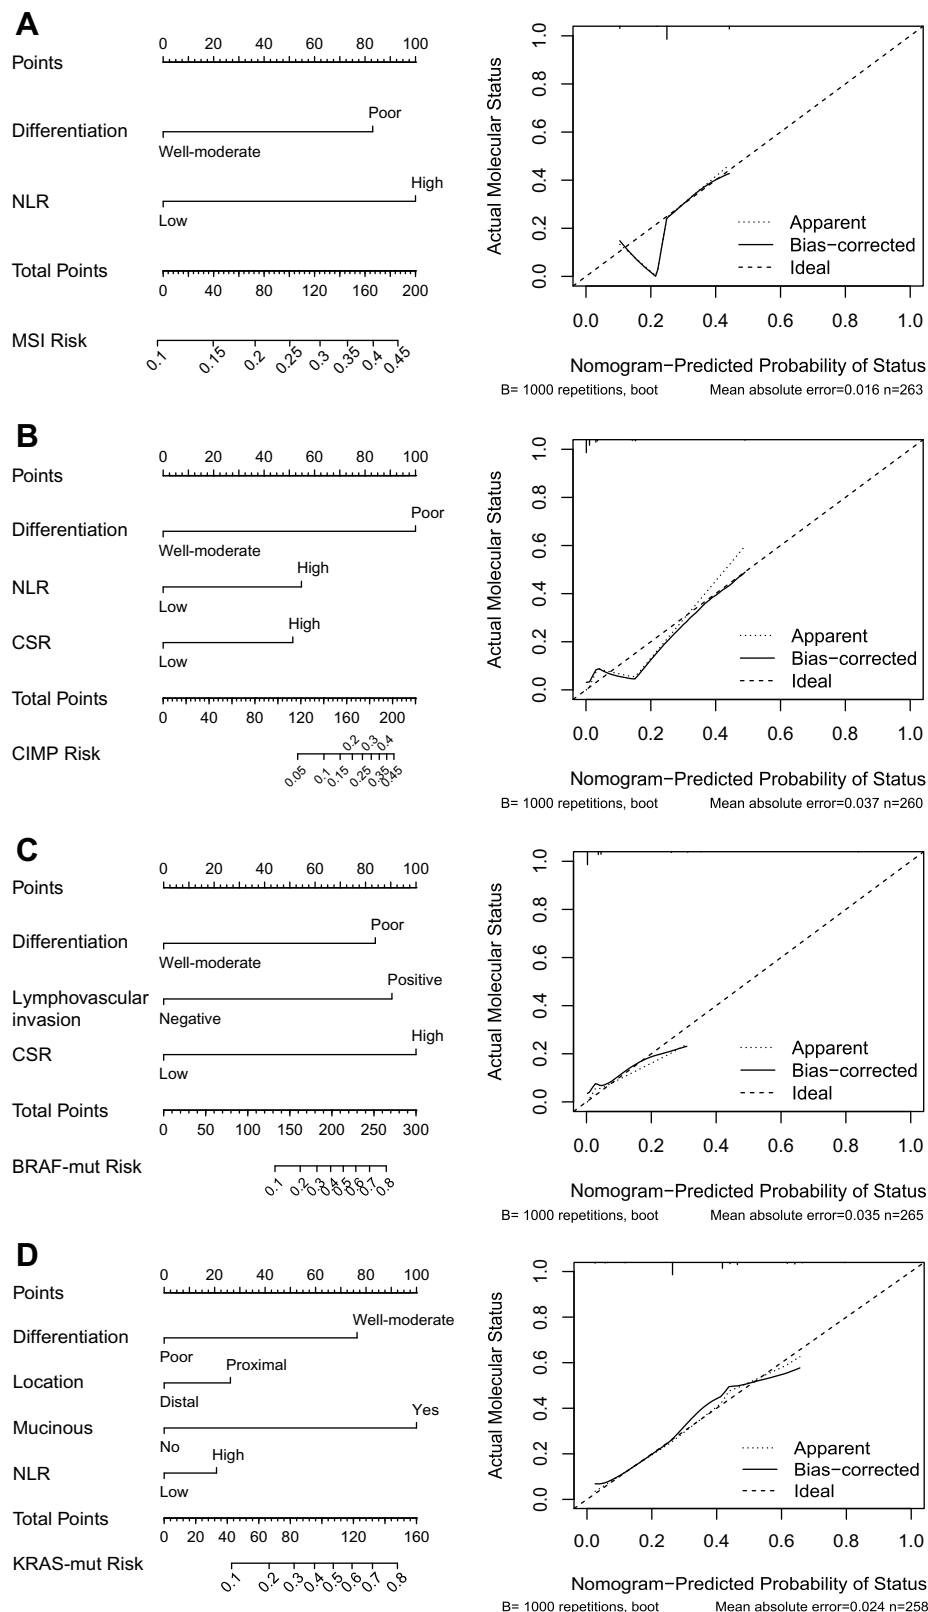 A
0 20 40 60 80 100
Points
Poor
Differentiation
Well-moderate
High
NLR
Low
Total Points
0 40 80 120 160 200
MSI Risk
0.1 0.15 0.2 0.25 0.3 0.35 0.4 0.45
Actual Molecular Status
1.0
0.8
0.6
0.4
0.2
0.0
Apparent
Bias−corrected
Ideal
0.0 0.2 0.4 0.6 0.8 1.0
Nomogram−Predicted Probability of Status
B= 1000 repetitions, boot Mean absolute error=0.016 n=263
B
0 20 40 60 80 100
Points
Poor
Differentiation
Well-moderate
High
NLR
Low
High
CSR
Low
Total Points
0 40 80 120 160 200
0.2 0.3 0.4
CIMP Risk
0.05 0.1 0.15 0.25 0.35 0.45
Actual Molecular Status
1.0
0.8
0.6
0.4
0.2
0.0
Apparent
Bias−corrected
Ideal
0.0 0.2 0.4 0.6 0.8 1.0
Nomogram−Predicted Probability of Status
B= 1000 repetitions, boot Mean absolute error=0.037 n=260
C
0 20 40 60 80 100
Points
Poor
Differentiation
Well-moderate
Positive
Lymphovascular
invasion
Negative
High
CSR
Low
Total Points
0 50 100 150 200 250 300
BRAF-mut Risk
0.1 0.2 0.3 0.4 0.5 0.6 0.7 0.8
Actual Molecular Status
1.0
0.8
0.6
0.4
0.2
0.0
Apparent
Bias−corrected
Ideal
0.0 0.2 0.4 0.6 0.8 1.0
Nomogram−Predicted Probability of Status
B= 1000 repetitions, boot Mean absolute error=0.035 n=265
D
0 20 40 60 80 100
Points
Well-moderate
Differentiation
Poor
Proximal
Location
Distal
Yes
Mucinous
No
High
NLR
Low
Total Points
0 20 40 60 80 120 160
KRAS-mut Risk
0.1 0.2 0.3 0.4 0.5 0.6 0.7 0.8
Actual Molecular Status
1.0
0.8
0.6
0.4
0.2
0.0
Apparent
Bias−corrected
Ideal
0.0 0.2 0.4 0.6 0.8 1.0
Nomogram−Predicted Probability of Status
B= 1000 repetitions, boot Mean absolute error=0.024 n=258